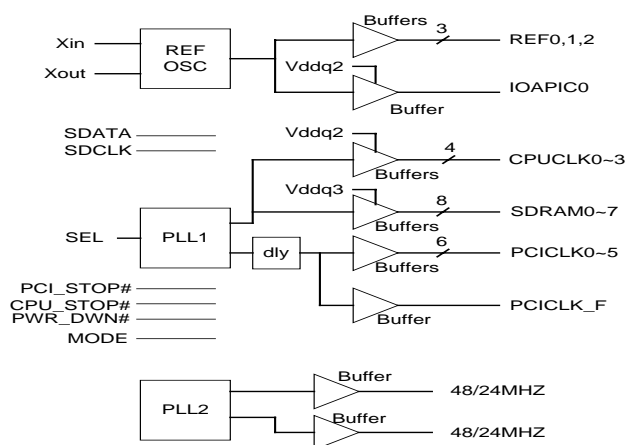 Buffers
Xin
3
REF0,1,2
REF
OSC
Xout
Vddq2
IOAPIC0
Buffer
SDATA
Vddq2
SDCLK
4
CPUCLK0~3
Buffers
Vddq3
8
SDRAM0~7
SEL
PLL1
Buffers
6
dly
PCICLK0~5
Buffers
PCI_STOP#
CPU_STOP#
PCICLK_F
PWR_DWN#
Buffer
MODE
Buffer
48/24MHZ
PLL2
Buffer
48/24MHZ